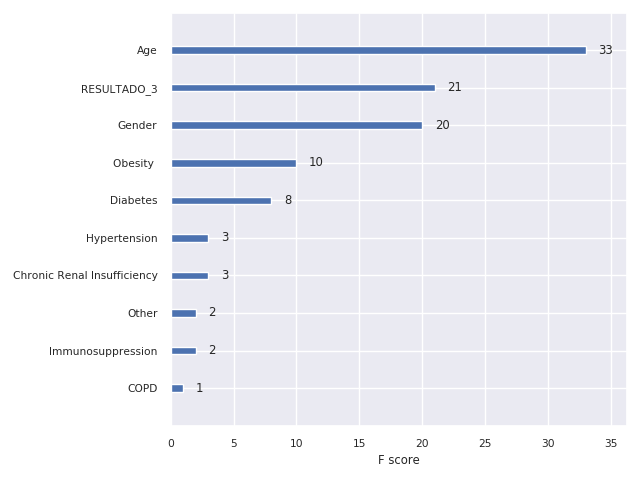 Age 33
RESULTADO_3 21
Gender 20
Obesity 10
Diabetes 8
Hypertension 3
Chronic Renal Insufficiency 3
Other 2
Immunosuppression 2
COPD 1
0 5 10 15 20 25 30 35
F score